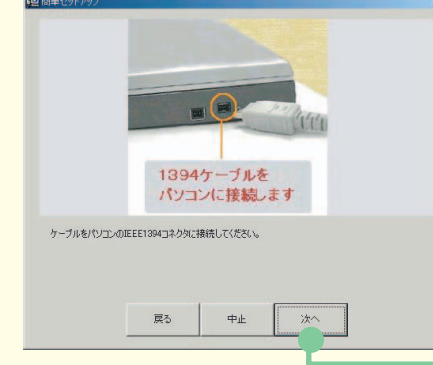 簡単セットアップ
1394ケーブルを
パソコンに接続します
ケーブルをパソコンのIEEE1394コネクタに接続してください。
戻る
中止
次へ